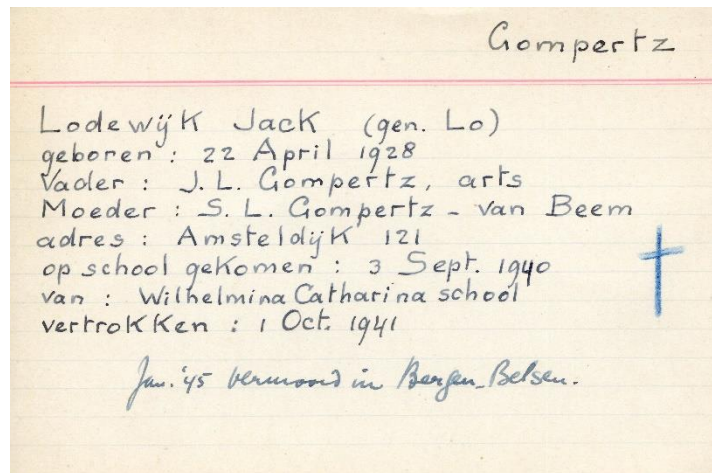 Gompertz
Lodewijk Jack (gen. Lo)
geboren : 22 April 1928
Vader : J. L. Gompertz, arts
Moeder : S. L. Gompertz - van Beem
adres : Amsteldijk 121
op school gekomen : 3 Sept. 1940
van : Wilhelmina Catharina school
vertrokken : 1 Oct. 1941
Jan. '45 vermoord in Bergen-Belsen.